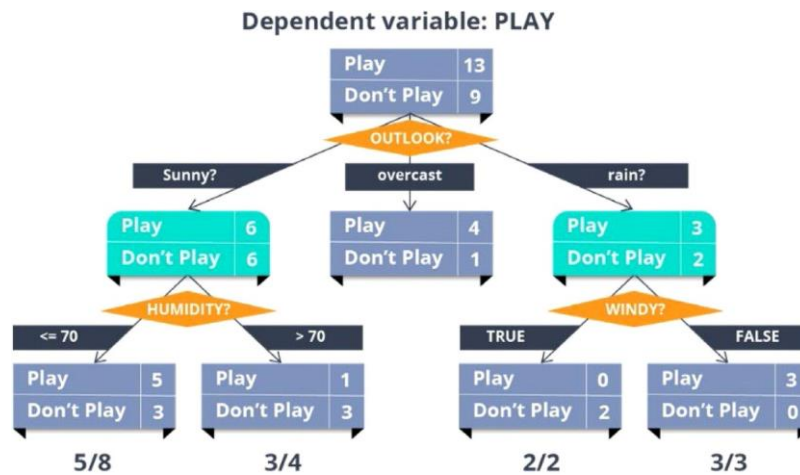 Dependent variable: PLAY
Play 13
Don't Play 9
OUTLOOK?
Sunny? overcast rain?
Play 6 Play 4 Play 3
Don't Play 6 Don't Play 1 Don't Play 2
HUMIDITY? WINDY?
<= 70 > 70 TRUE FALSE
Play 5 Play 1 Play 0 Play 3
Don't Play 3 Don't Play 3 Don't Play 2 Don't Play 0
5/8 3/4 2/2 3/3